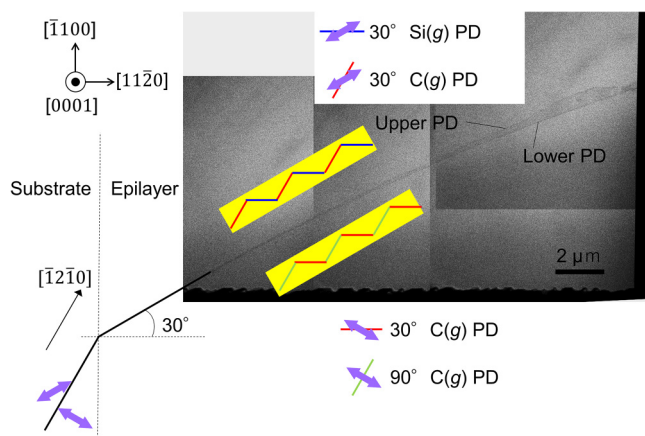 [1̄100]
30° Si(g) PD
30° C(g) PD
[112̄0]
[0001]
Upper PD
Lower PD
Substrate
Epilayer
[1̄21̄0]
2 μm
30°
30° C(g) PD
90° C(g) PD